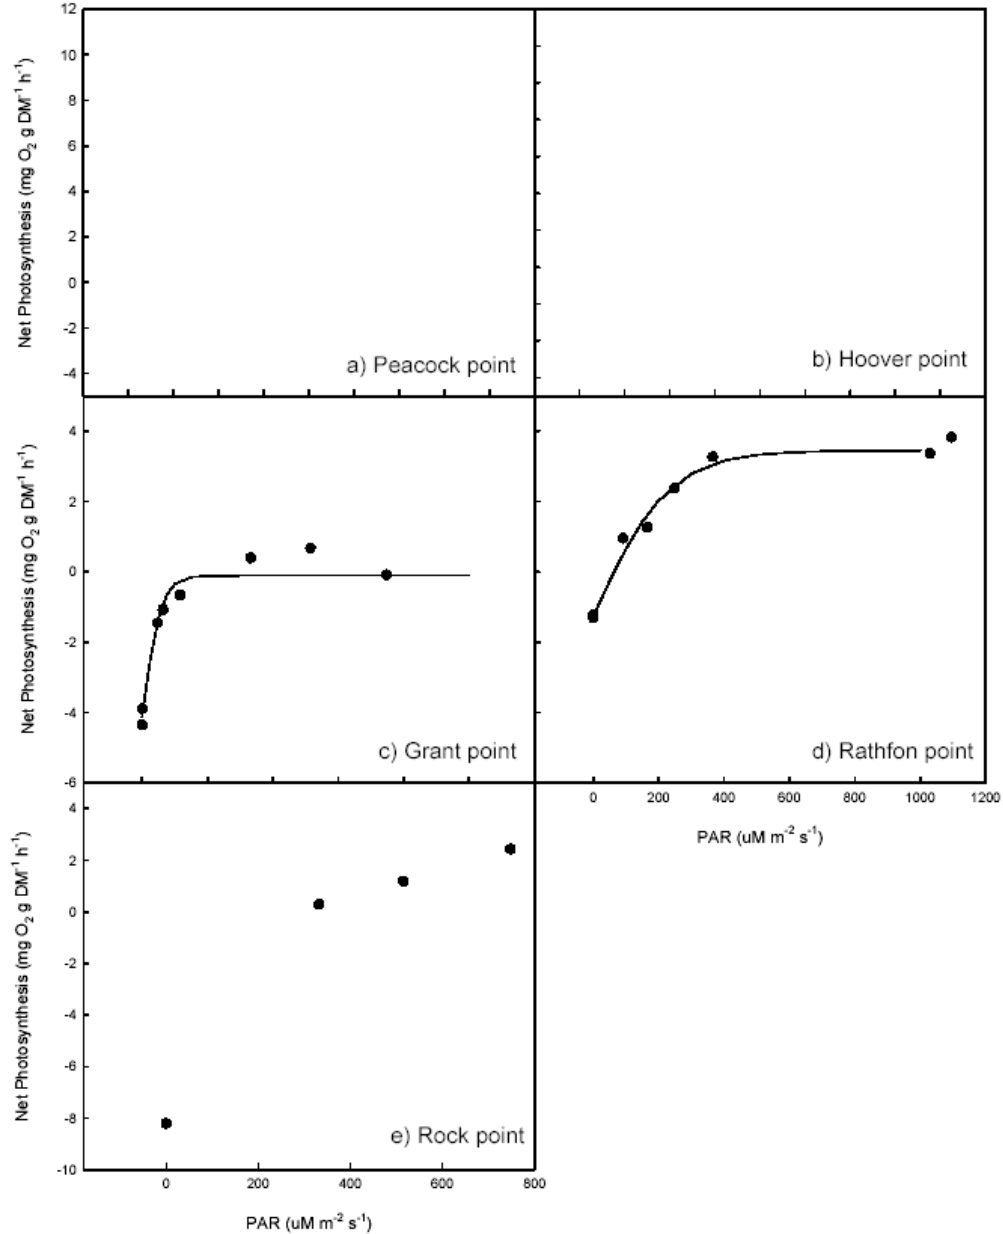 12
10
8
6
4
2
0
-2
-4
Net Photosynthesis (mg O2 g DM-1 h-1)
a) Peacock point
b) Hoover point
4
2
0
-2
-4
-6
Net Photosynthesis (mg O2 g DM-1 h-1)
c) Grant point
d) Rathfon point
0 200 400 600 800 1000 1200
PAR (uM m-2 s-1)
4
2
0
-2
-4
-6
-8
-10
Net Photosynthesis (mg O2 g DM-1 h-1)
e) Rock point
0 200 400 600 800
PAR (uM m-2 s-1)